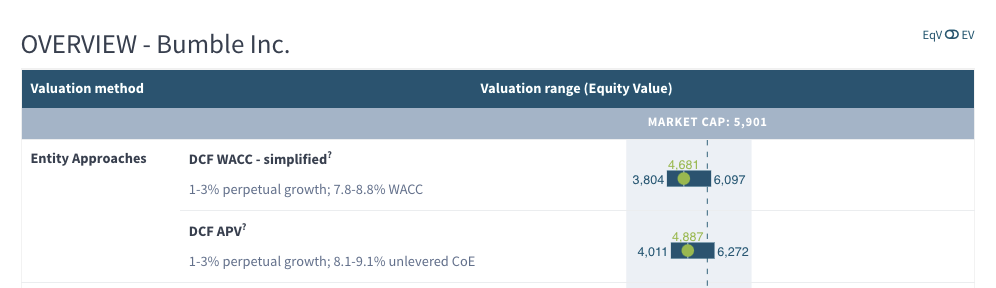 OVERVIEW - Bumble Inc.
EqV EV
Valuation method Valuation range (Equity Value)
MARKET CAP: 5,901
Entity Approaches DCF WACC - simplified?
4,681
3,804 6,097
1-3% perpetual growth; 7.8-8.8% WACC
DCF APV?
4,887
4,011 6,272
1-3% perpetual growth; 8.1-9.1% unlevered CoE